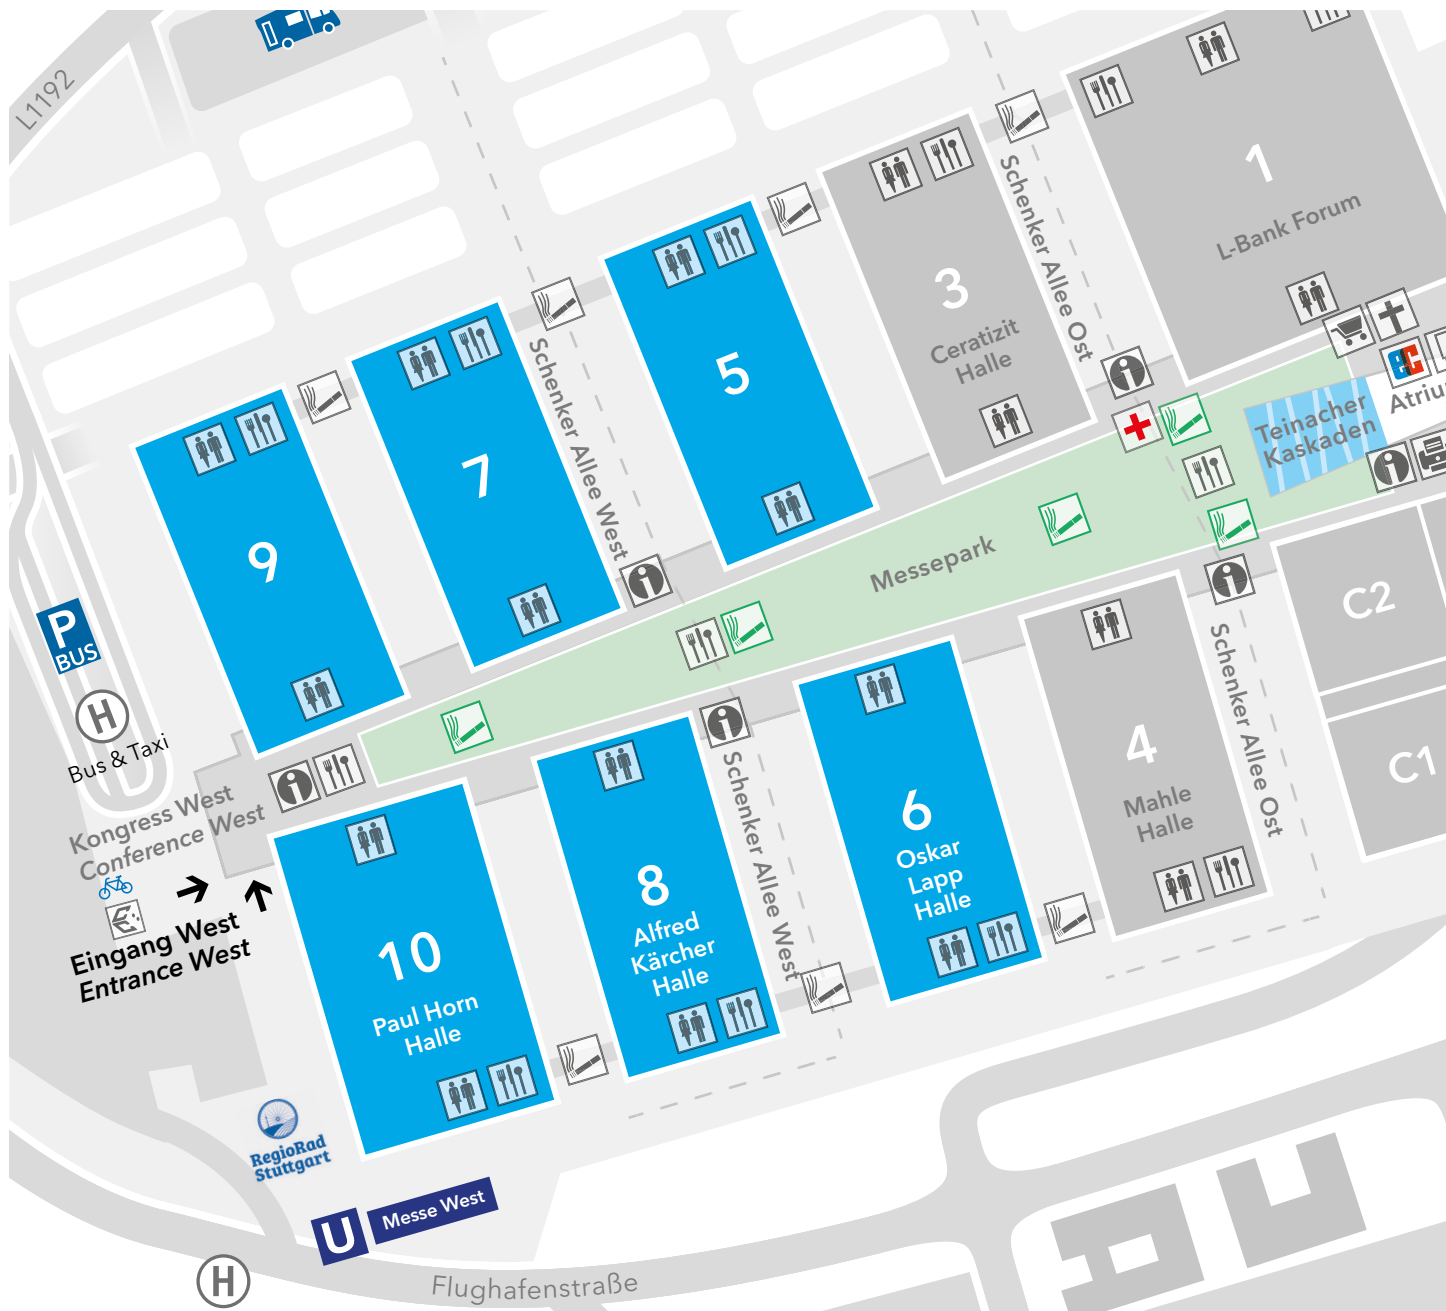 L1192
1
L-Bank Forum
Schenker Allee Ost
3
Ceratizit
Halle
5
Schenker Allee West
7
9
Teinacher
Kaskaden
Messepark
P
BUS
H
Bus & Taxi
Kongress West
Conference West
Eingang West
Entrance West
C2
C1
Schenker Allee Ost
4
Mahle
Halle
6
Oskar
Lapp
Halle
Schenker Allee West
8
Alfred
Kärcher
Halle
10
Paul Horn
Halle
RegioRad
Stuttgart
U
Messe West
H
Flughafenstraße